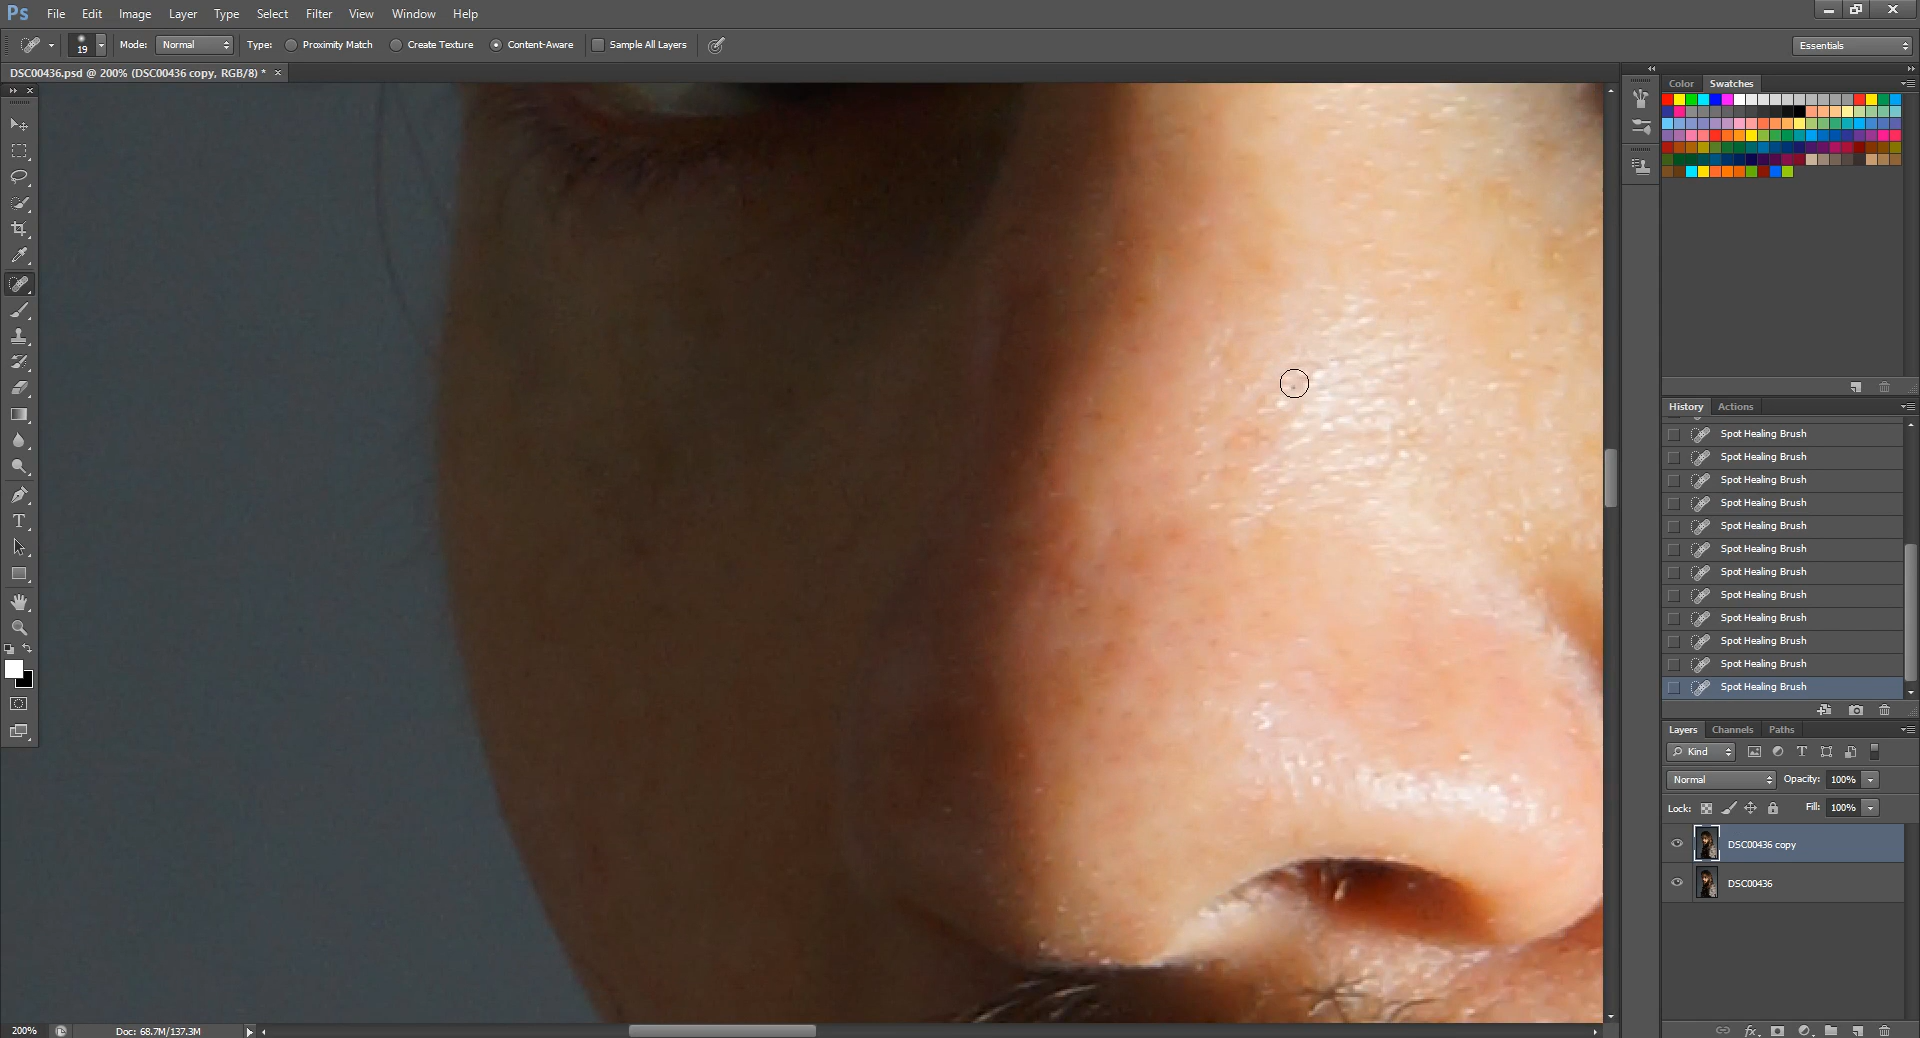 Ps File Edit Image Layer Type Select Filter View Window Help
19 Mode: Normal Type: Proximity Match Create Texture Content-Aware Sample All Layers Essentials
DSC00436.psd @ 200% (DSC00436 copy, RGB/8) * ×
Color Swatches
History Actions
Spot Healing Brush
Spot Healing Brush
Spot Healing Brush
Spot Healing Brush
Spot Healing Brush
Spot Healing Brush
Spot Healing Brush
Spot Healing Brush
Spot Healing Brush
Spot Healing Brush
Spot Healing Brush
Spot Healing Brush
Layers Channels Paths
Kind
Normal Opacity: 100%
Lock: Fill: 100%
DSC00436 copy
DSC00436
200% Doc: 68.7M/137.3M